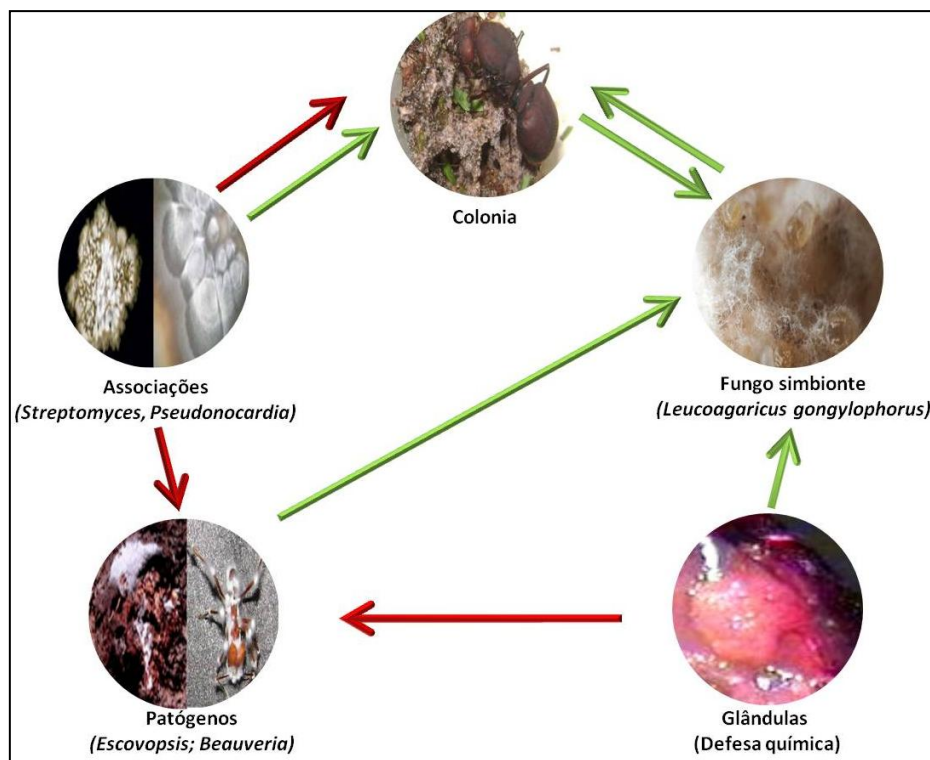 Colonia
Associações
(Streptomyces, Pseudonocardia)
Fungo simbionte
(Leucoagaricus gongylophorus)
Patógenos
(Escovopsis; Beauveria)
Glândulas
(Defesa química)